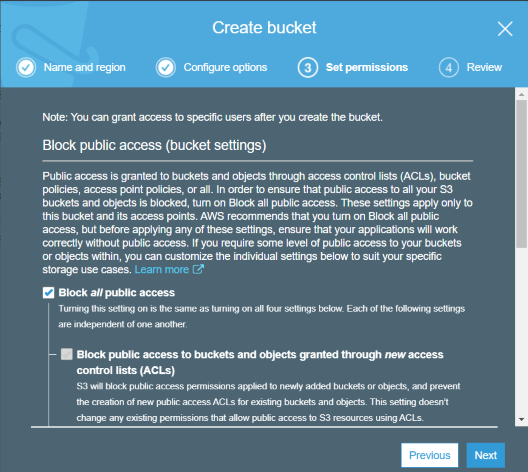 Create bucket
Name and region
Configure options
3 Set permissions
4 Review
Note: You can grant access to specific users after you create the bucket.
Block public access (bucket settings)
Public access is granted to buckets and objects through access control lists (ACLs), bucket
policies, access point policies, or all. In order to ensure that public access to all your S3
buckets and objects is blocked, turn on Block all public access. These settings apply only to
this bucket and its access points. AWS recommends that you turn on Block all public
access, but before applying any of these settings, ensure that your applications will work
correctly without public access. If you require some level of public access to your buckets
or objects within, you can customize the individual settings below to suit your specific
storage use cases. Learn more
Block all public access
Turning this setting on is the same as turning on all four settings below. Each of the following settings
are independent of one another.
Block public access to buckets and objects granted through new access
control lists (ACLs)
S3 will block public access permissions applied to newly added buckets or objects, and prevent
the creation of new public access ACLs for existing buckets and objects. This setting doesn't
change any existing permissions that allow public access to S3 resources using ACLs.
Previous
Next